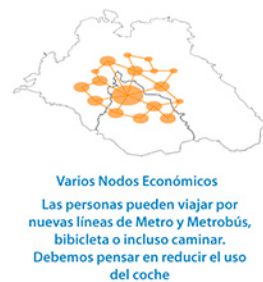 Varios Nodos Económicos
Las personas pueden viajar por
nuevas líneas de Metro y Metrobús,
bibicleta o incluso caminar.
Debemos pensar en reducir el uso
del coche